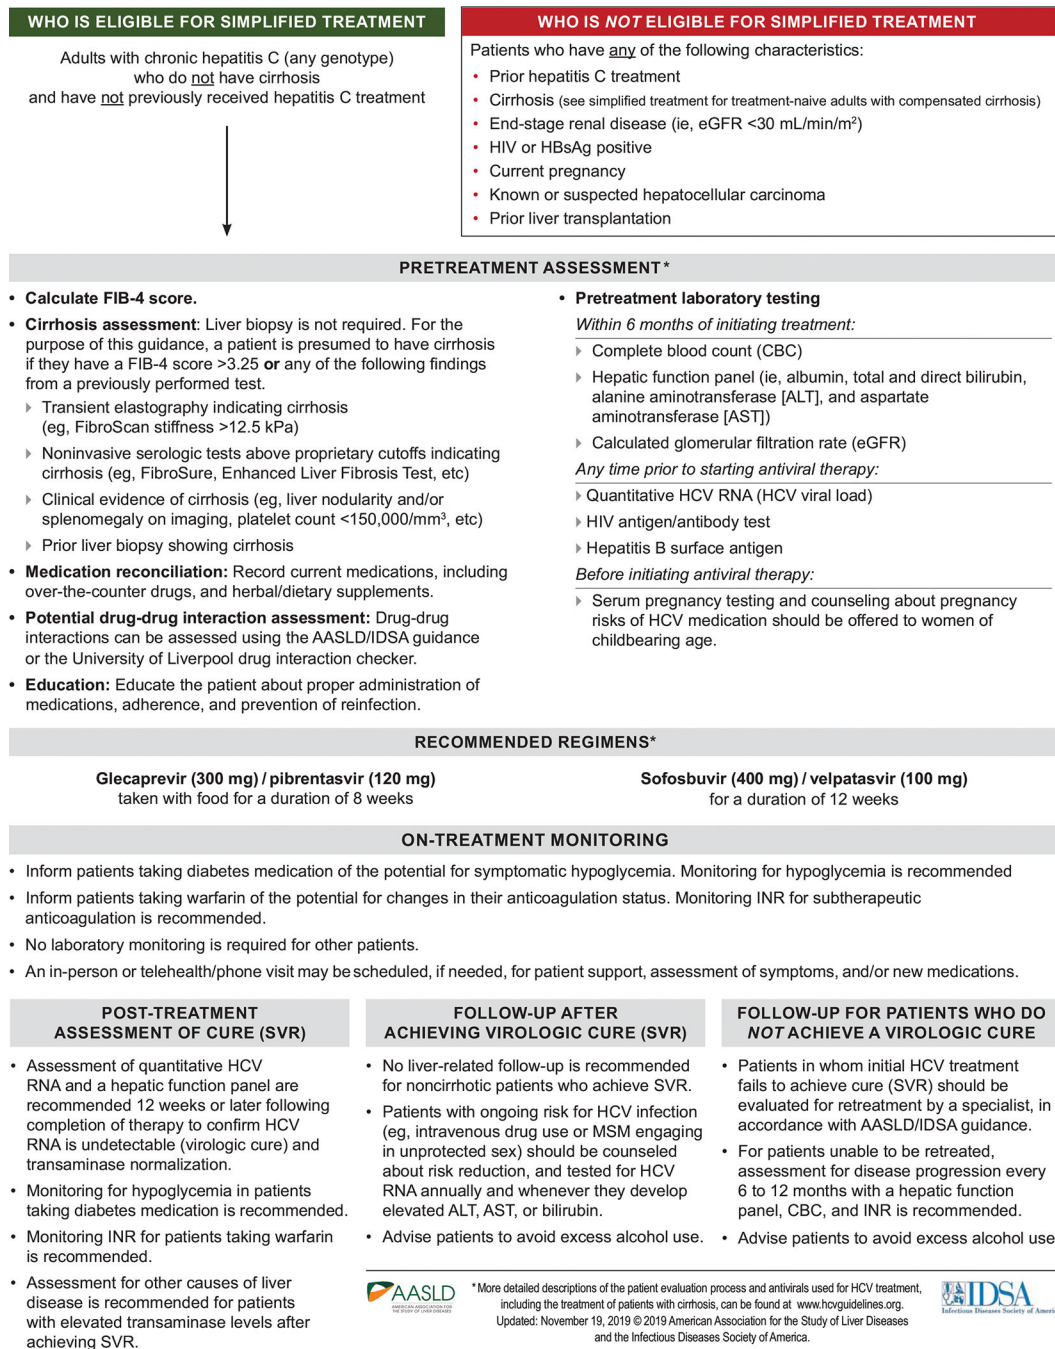 WHO IS ELIGIBLE FOR SIMPLIFIED TREATMENT
Adults with chronic hepatitis C (any genotype)
who do not have cirrhosis
and have not previously received hepatitis C treatment
WHO IS NOT ELIGIBLE FOR SIMPLIFIED TREATMENT
Patients who have any of the following characteristics:
• Prior hepatitis C treatment
• Cirrhosis (see simplified treatment for treatment-naive adults with compensated cirrhosis)
• End-stage renal disease (ie, eGFR <30 mL/min/m²)
• HIV or HBsAg positive
• Current pregnancy
• Known or suspected hepatocellular carcinoma
• Prior liver transplantation
PRETREATMENT ASSESSMENT*
• Calculate FIB-4 score.
• Cirrhosis assessment: Liver biopsy is not required. For the
purpose of this guidance, a patient is presumed to have cirrhosis
if they have a FIB-4 score >3.25 or any of the following findings
from a previously performed test.
Transient elastography indicating cirrhosis
(eg, FibroScan stiffness >12.5 kPa)
Noninvasive serologic tests above proprietary cutoffs indicating
cirrhosis (eg, FibroSure, Enhanced Liver Fibrosis Test, etc)
Clinical evidence of cirrhosis (eg, liver nodularity and/or
splenomegaly on imaging, platelet count <150,000/mm³, etc)
Prior liver biopsy showing cirrhosis
• Medication reconciliation: Record current medications, including
over-the-counter drugs, and herbal/dietary supplements.
• Potential drug-drug interaction assessment: Drug-drug
interactions can be assessed using the AASLD/IDSA guidance
or the University of Liverpool drug interaction checker.
• Education: Educate the patient about proper administration of
medications, adherence, and prevention of reinfection.
• Pretreatment laboratory testing
Within 6 months of initiating treatment:
Complete blood count (CBC)
Hepatic function panel (ie, albumin, total and direct bilirubin,
alanine aminotransferase [ALT], and aspartate
aminotransferase [AST])
Calculated glomerular filtration rate (eGFR)
Any time prior to starting antiviral therapy:
Quantitative HCV RNA (HCV viral load)
HIV antigen/antibody test
Hepatitis B surface antigen
Before initiating antiviral therapy:
Serum pregnancy testing and counseling about pregnancy
risks of HCV medication should be offered to women of
childbearing age.
RECOMMENDED REGIMENS*
Glecaprevir (300 mg) / pibrentasvir (120 mg)
taken with food for a duration of 8 weeks
Sofosbuvir (400 mg) / velpatasvir (100 mg)
for a duration of 12 weeks
ON-TREATMENT MONITORING
• Inform patients taking diabetes medication of the potential for symptomatic hypoglycemia. Monitoring for hypoglycemia is recommended
• Inform patients taking warfarin of the potential for changes in their anticoagulation status. Monitoring INR for subtherapeutic
anticoagulation is recommended.
• No laboratory monitoring is required for other patients.
• An in-person or telehealth/phone visit may be scheduled, if needed, for patient support, assessment of symptoms, and/or new medications.
POST-TREATMENT
ASSESSMENT OF CURE (SVR)
• Assessment of quantitative HCV
RNA and a hepatic function panel are
recommended 12 weeks or later following
completion of therapy to confirm HCV
RNA is undetectable (virologic cure) and
transaminase normalization.
• Monitoring for hypoglycemia in patients
taking diabetes medication is recommended.
• Monitoring INR for patients taking warfarin
is recommended.
• Assessment for other causes of liver
disease is recommended for patients
with elevated transaminase levels after
achieving SVR.
FOLLOW-UP AFTER
ACHIEVING VIROLOGIC CURE (SVR)
• No liver-related follow-up is recommended
for noncirrhotic patients who achieve SVR.
• Patients with ongoing risk for HCV infection
(eg, intravenous drug use or MSM engaging
in unprotected sex) should be counseled
about risk reduction, and tested for HCV
RNA annually and whenever they develop
elevated ALT, AST, or bilirubin.
• Advise patients to avoid excess alcohol use.
FOLLOW-UP FOR PATIENTS WHO DO
NOT ACHIEVE A VIROLOGIC CURE
• Patients in whom initial HCV treatment
fails to achieve cure (SVR) should be
evaluated for retreatment by a specialist, in
accordance with AASLD/IDSA guidance.
• For patients unable to be retreated,
assessment for disease progression every
6 to 12 months with a hepatic function
panel, CBC, and INR is recommended.
• Advise patients to avoid excess alcohol use
AASLD
AMERICAN ASSOCIATION FOR
THE STUDY OF LIVER DISEASES
*More detailed descriptions of the patient evaluation process and antivirals used for HCV treatment,
including the treatment of patients with cirrhosis, can be found at www.hcvguidelines.org.
Updated: November 19, 2019 © 2019 American Association for the Study of Liver Diseases
and the Infectious Diseases Society of America.
IDSA
Infectious Diseases Society of Americ